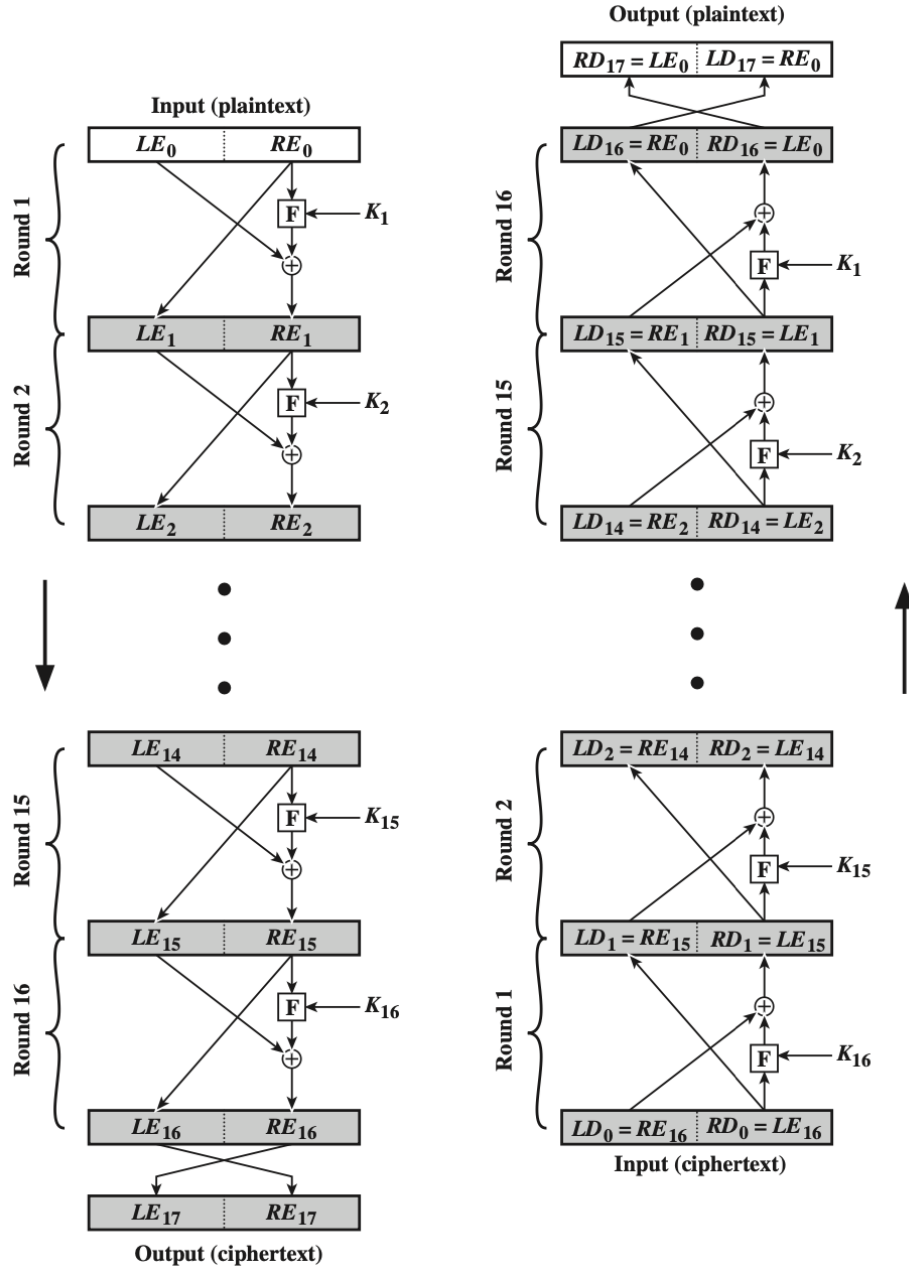 Input (plaintext)
LE₀ RE₀
Round 1
F
K₁
+
LE₁ RE₁
Round 2
F
K₂
+
LE₂ RE₂
LE₁₄ RE₁₄
Round 15
F
K₁₅
+
LE₁₅ RE₁₅
Round 16
F
K₁₆
+
LE₁₆ RE₁₆
LE₁₇ RE₁₇
Output (ciphertext)
Output (plaintext)
RD₁₇ = LE₀ LD₁₇ = RE₀
LD₁₆ = RE₀ RD₁₆ = LE₀
Round 16
+
F
K₁
LD₁₅ = RE₁ RD₁₅ = LE₁
Round 15
+
F
K₂
LD₁₄ = RE₂ RD₁₄ = LE₂
LD₂ = RE₁₄ RD₂ = LE₁₄
Round 2
+
F
K₁₅
LD₁ = RE₁₅ RD₁ = LE₁₅
Round 1
+
F
K₁₆
LD₀ = RE₁₆ RD₀ = LE₁₆
Input (ciphertext)